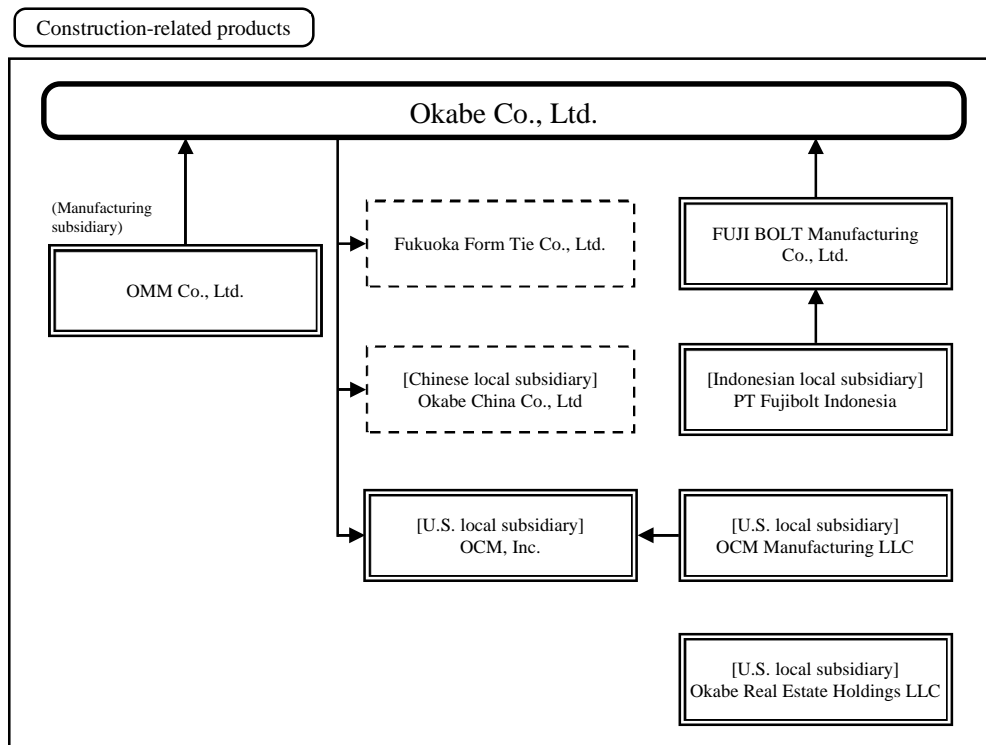 Construction-related products
Okabe Co., Ltd.
(Manufacturing
subsidiary)
OMM Co., Ltd.
Fukuoka Form Tie Co., Ltd.
FUJI BOLT Manufacturing
Co., Ltd.
[Chinese local subsidiary]
Okabe China Co., Ltd
[Indonesian local subsidiary]
PT Fujibolt Indonesia
[U.S. local subsidiary]
OCM, Inc.
[U.S. local subsidiary]
OCM Manufacturing LLC
[U.S. local subsidiary]
Okabe Real Estate Holdings LLC